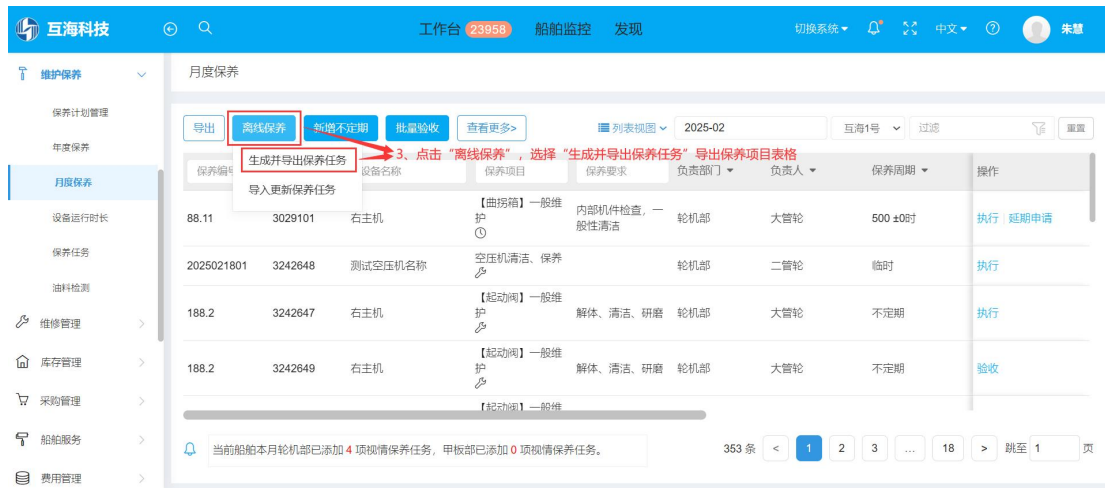 互海科技
工作台 23958 船舶监控 发现 切换系统 中文 朱慧
维护保养
保养计划管理
年度保养
月度保养
设备运行时长
保养任务
油料检测
维修管理
库存管理
采购管理
船舶服务
费用管理
月度保养
导出 离线保养 新增不定期 批量验收 查看更多> 列表视图 2025-02 互海1号 过滤 重置
生成并导出保养任务
导入更新保养任务
3、点击“离线保养”，选择“生成并导出保养任务”导出保养项目表格
保养编号 设备名称 保养项目 保养要求 负责部门 负责人 保养周期 操作
88.11 3029101 右主机 【曲拐箱】一般维护 内部机件检查，一般性清洁 轮机部 大管轮 500 ±0时 执行 延期申请
2025021801 3242648 测试空压机名称 空压机清洁、保养 轮机部 二管轮 临时 执行
188.2 3242647 右主机 【起动阀】一般维护 解体、清洁、研磨 轮机部 大管轮 不定期 执行
188.2 3242649 右主机 【起动阀】一般维护 解体、清洁、研磨 轮机部 大管轮 不定期 验收
【起动阀】一般维
当前船舶本月轮机部已添加 4 项视情保养任务，甲板部已添加 0 项视情保养任务。
353 条 < 1 2 3 ... 18 > 跳至 1 页